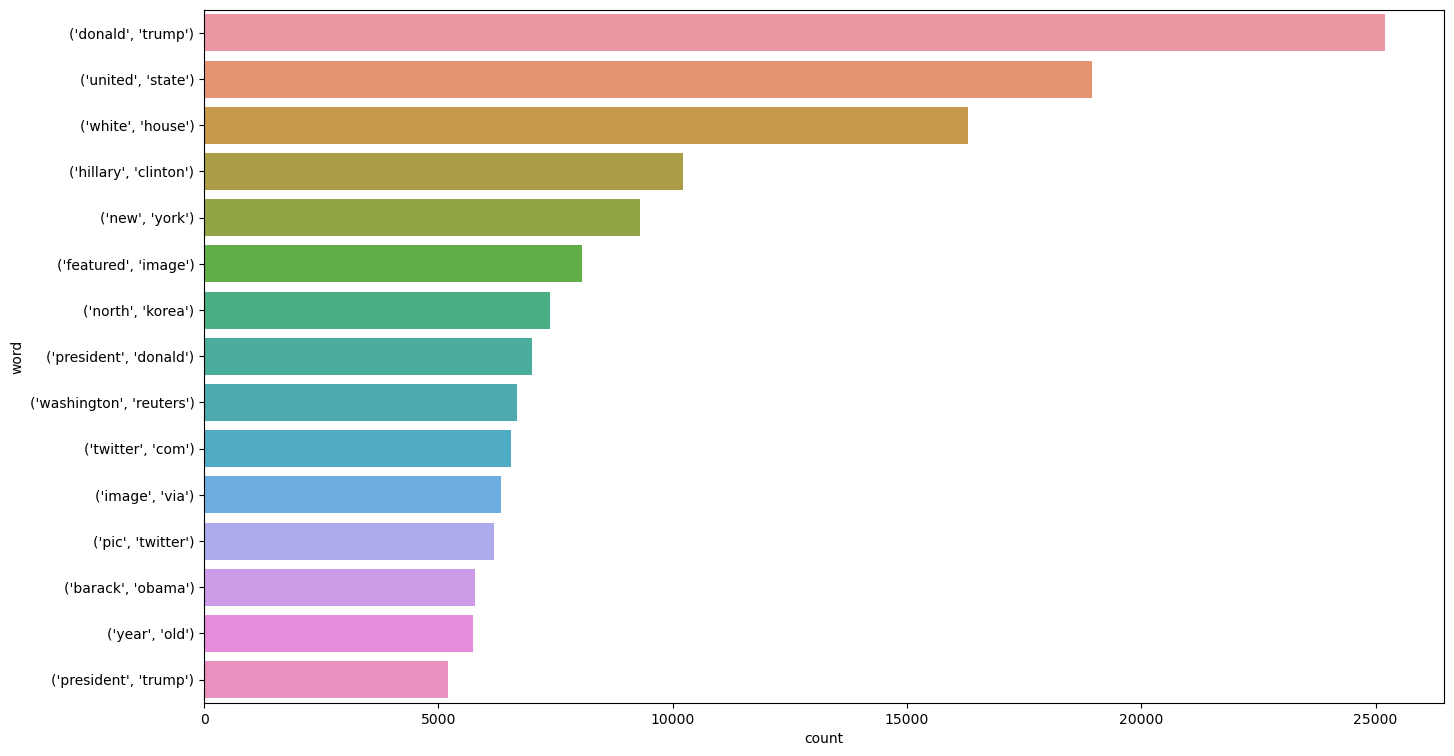 ('donald', 'trump')
('united', 'state')
('white', 'house')
('hillary', 'clinton')
('new', 'york')
('featured', 'image')
('north', 'korea')
('president', 'donald')
('washington', 'reuters')
('twitter', 'com')
('image', 'via')
('pic', 'twitter')
('barack', 'obama')
('year', 'old')
('president', 'trump')
word
0 5000 10000 15000 20000 25000
count